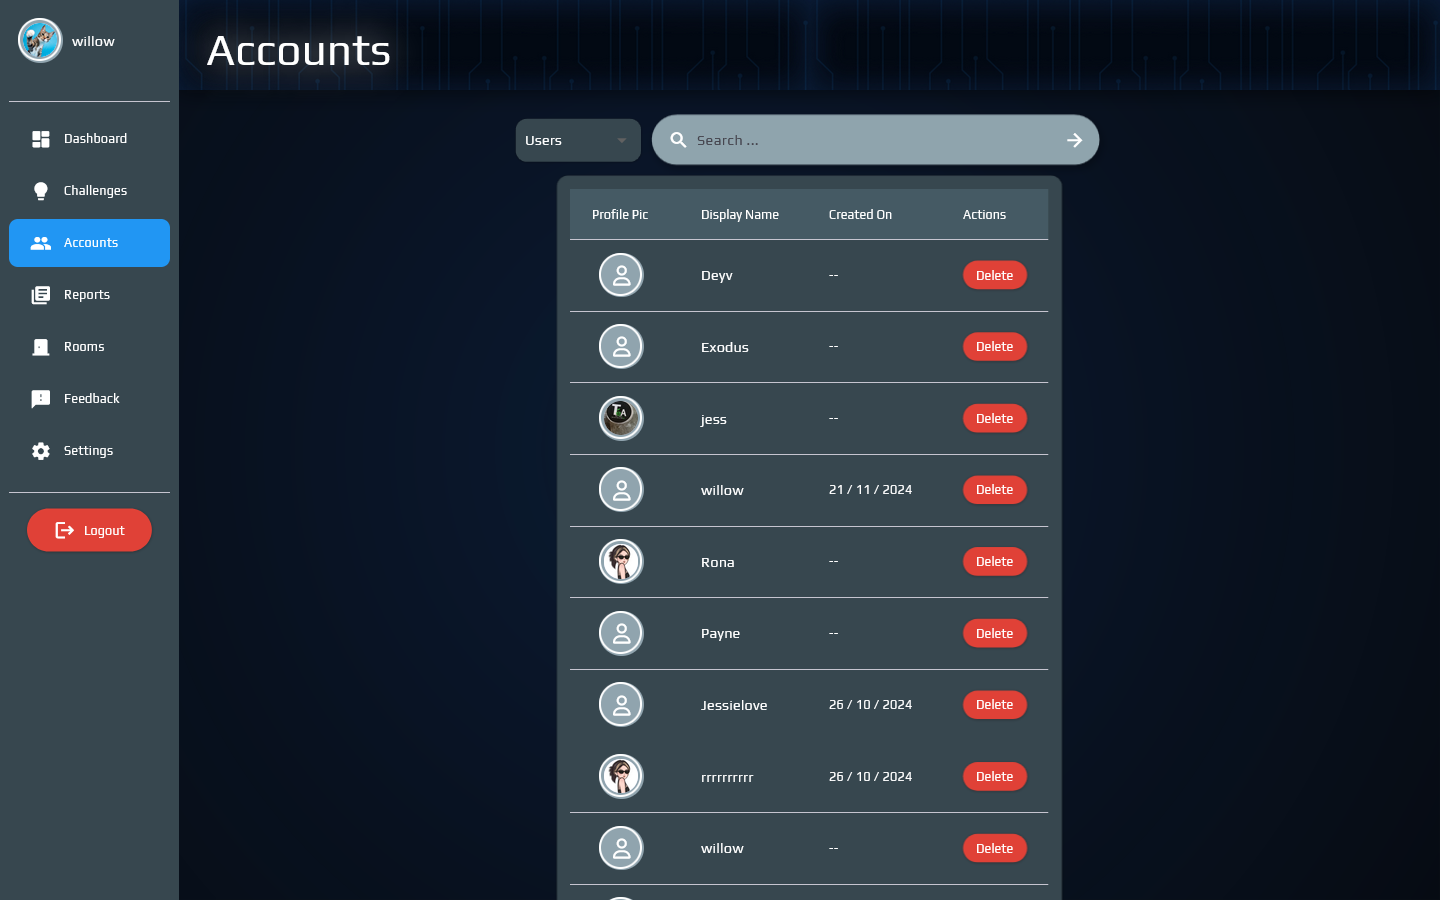 willow
Accounts
Dashboard
Challenges
Accounts
Reports
Rooms
Feedback
Settings
Logout
Users
Search ...
Profile Pic Display Name Created On Actions
Deyv -- Delete
Exodus -- Delete
jess -- Delete
willow 21 / 11 / 2024 Delete
Rona -- Delete
Payne -- Delete
Jessielove 26 / 10 / 2024 Delete
rrrrrrrrrr 26 / 10 / 2024 Delete
willow -- Delete